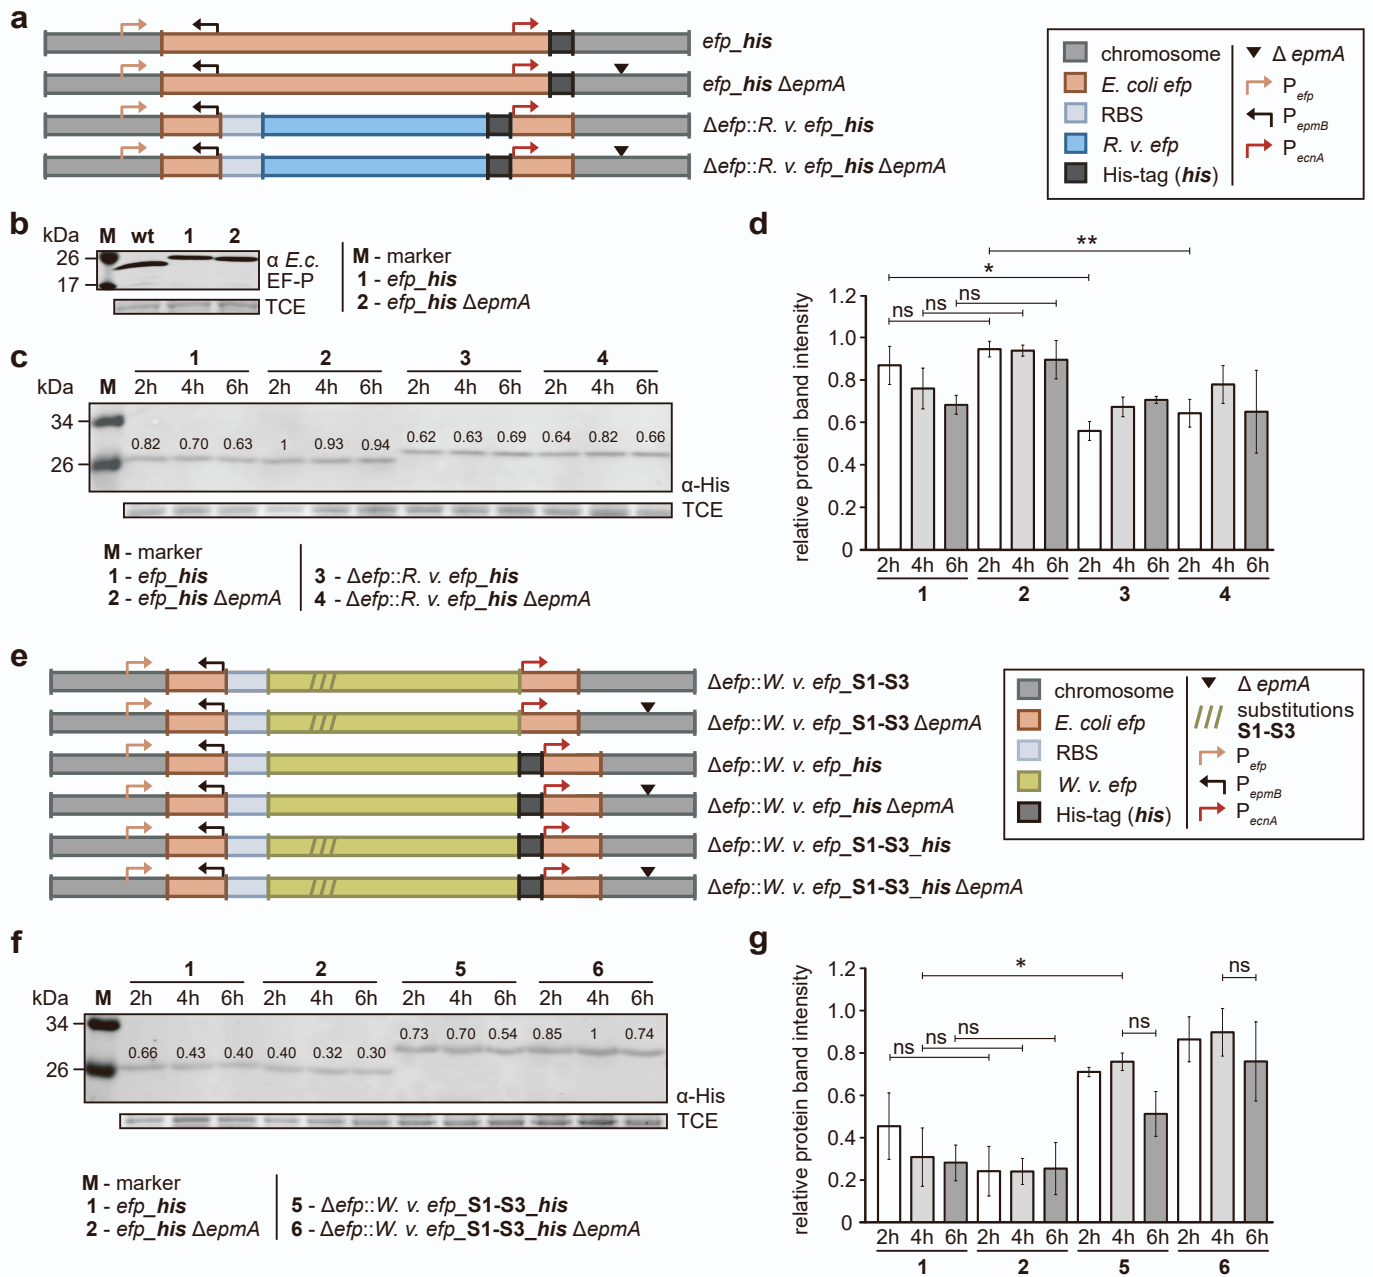 a
efp_his
efp_his ΔepmA
Δefp::R. v. efp_his
Δefp::R. v. efp_his ΔepmA
chromosome
E. coli efp
RBS
R. v. efp
His-tag (his)
Δ epmA
P efp
P epmB
P ecnA
b
kDa M wt 1 2
26
17
α E.c.
EF-P
TCE
M - marker
1 - efp_his
2 - efp_his ΔepmA
c
1 2 3 4
kDa M 2h 4h 6h 2h 4h 6h 2h 4h 6h 2h 4h 6h
34
26
0.82 0.70 0.63 1 0.93 0.94 0.62 0.63 0.69 0.64 0.82 0.66
α-His
TCE
M - marker
1 - efp_his
2 - efp_his ΔepmA
3 - Δefp::R. v. efp_his
4 - Δefp::R. v. efp_his ΔepmA
d
relative protein band intensity
1.2
1.0
0.8
0.6
0.4
0.2
0
**
*
ns
ns
ns
2h 4h 6h 2h 4h 6h 2h 4h 6h 2h 4h 6h
1 2 3 4
e
Δefp::W. v. efp_S1-S3
Δefp::W. v. efp_S1-S3 ΔepmA
Δefp::W. v. efp_his
Δefp::W. v. efp_his ΔepmA
Δefp::W. v. efp_S1-S3_his
Δefp::W. v. efp_S1-S3_his ΔepmA
chromosome
E. coli efp
RBS
W. v. efp
His-tag (his)
Δ epmA
substitutions
S1-S3
P efp
P epmB
P ecnA
f
1 2 5 6
kDa M 2h 4h 6h 2h 4h 6h 2h 4h 6h 2h 4h 6h
34
26
0.66 0.43 0.40 0.40 0.32 0.30 0.73 0.70 0.54 0.85 1 0.74
α-His
TCE
M - marker
1 - efp_his
2 - efp_his ΔepmA
5 - Δefp::W. v. efp_S1-S3_his
6 - Δefp::W. v. efp_S1-S3_his ΔepmA
g
relative protein band intensity
1.2
1.0
0.8
0.6
0.4
0.2
0
*
ns
ns
ns
ns
ns
2h 4h 6h 2h 4h 6h 2h 4h 6h 2h 4h 6h
1 2 5 6